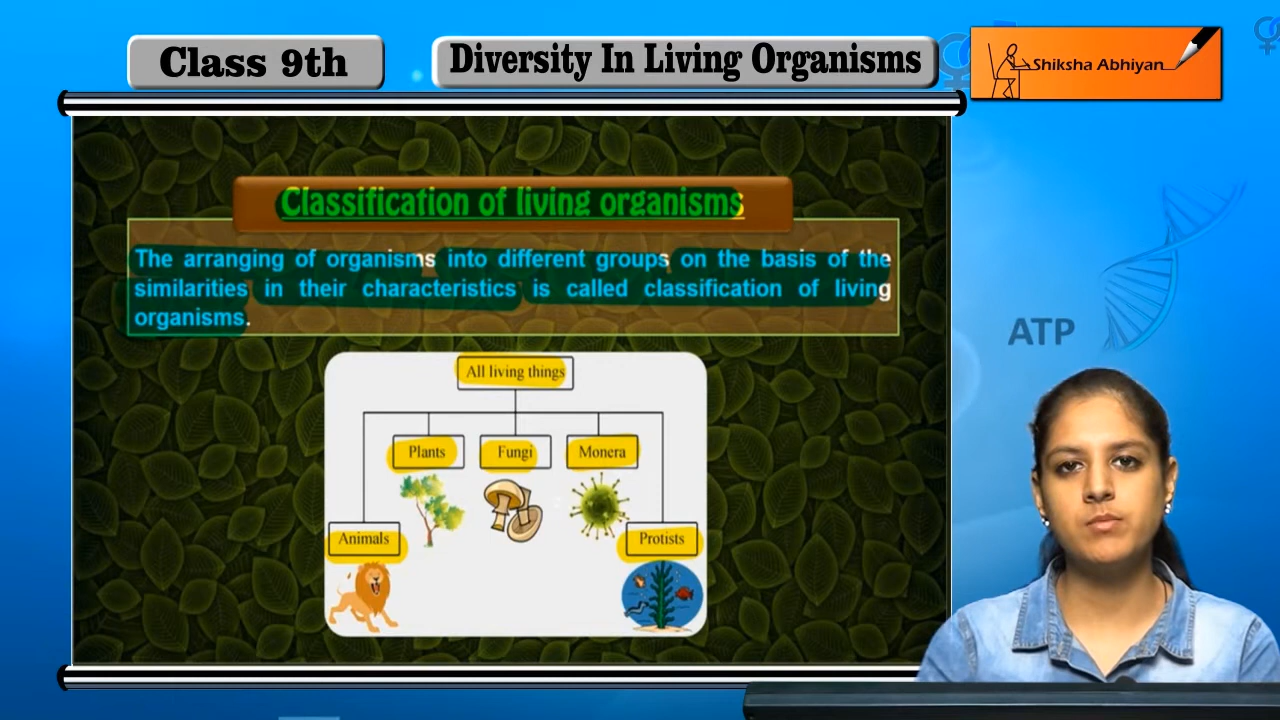 Class 9th
Diversity In Living Organisms
Shiksha Abhiyan
Classification of living organisms
The arranging of organisms into different groups on the basis of the
similarities in their characteristics is called classification of living
organisms.
All living things
Plants
Fungi
Monera
Animals
Protists
ATP